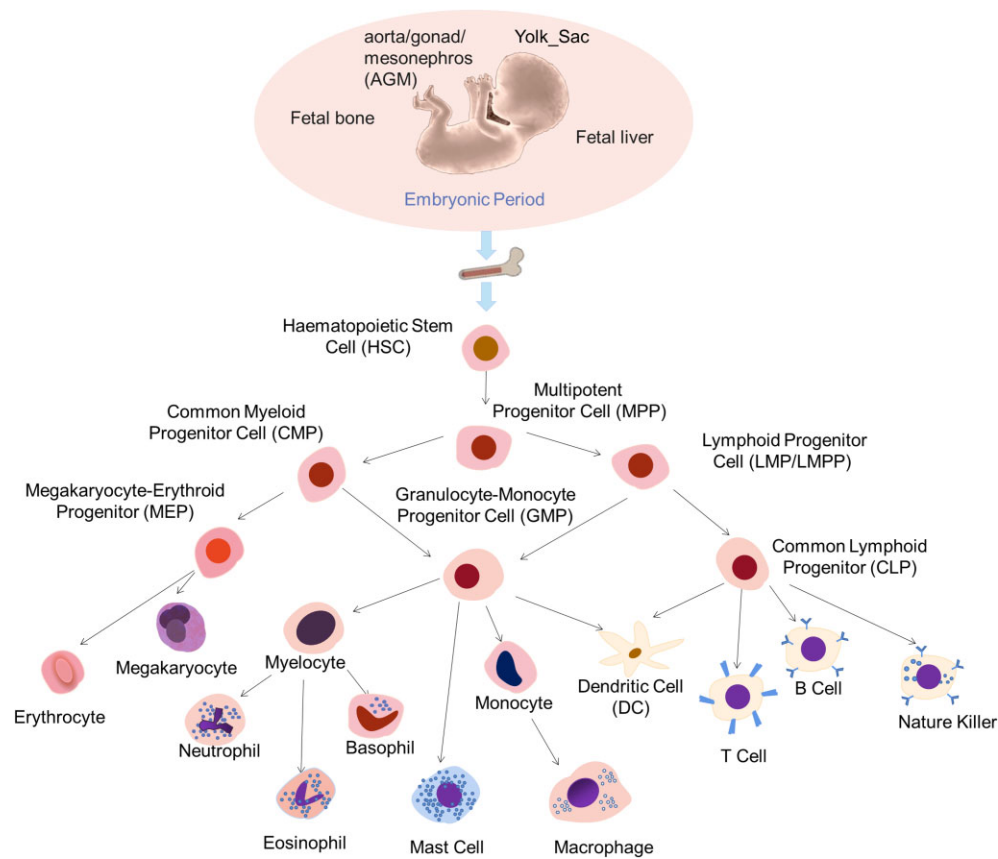 aorta/gonad/
mesonephros
(AGM)
Yolk_Sac
Fetal bone
Fetal liver
Embryonic Period
Haematopoietic Stem
Cell (HSC)
Multipotent
Progenitor Cell (MPP)
Common Myeloid
Progenitor Cell (CMP)
Lymphoid Progenitor
Cell (LMP/LMPP)
Megakaryocyte-Erythroid
Progenitor (MEP)
Granulocyte-Monocyte
Progenitor Cell (GMP)
Common Lymphoid
Progenitor (CLP)
Erythrocyte
Megakaryocyte
Myelocyte
Monocyte
Dendritic Cell
(DC)
T Cell
B Cell
Nature Killer
Neutrophil
Basophil
Eosinophil
Mast Cell
Macrophage